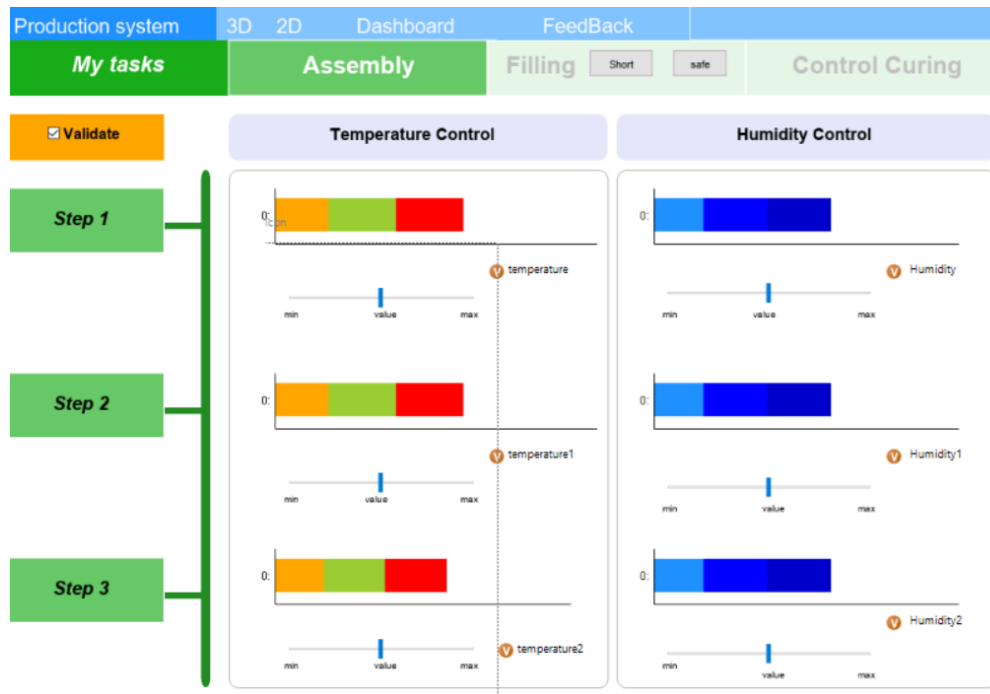 Production system 3D 2D Dashboard FeedBack
My tasks Assembly Filling Short safe Control Curing
Validate Temperature Control Humidity Control
Step 1
0: 0:
icon
temperature Humidity
min value max min value max
Step 2
0: 0:
temperature1 Humidity1
min value max min value max
Step 3
0: 0:
temperature2 Humidity2
min value max min value max